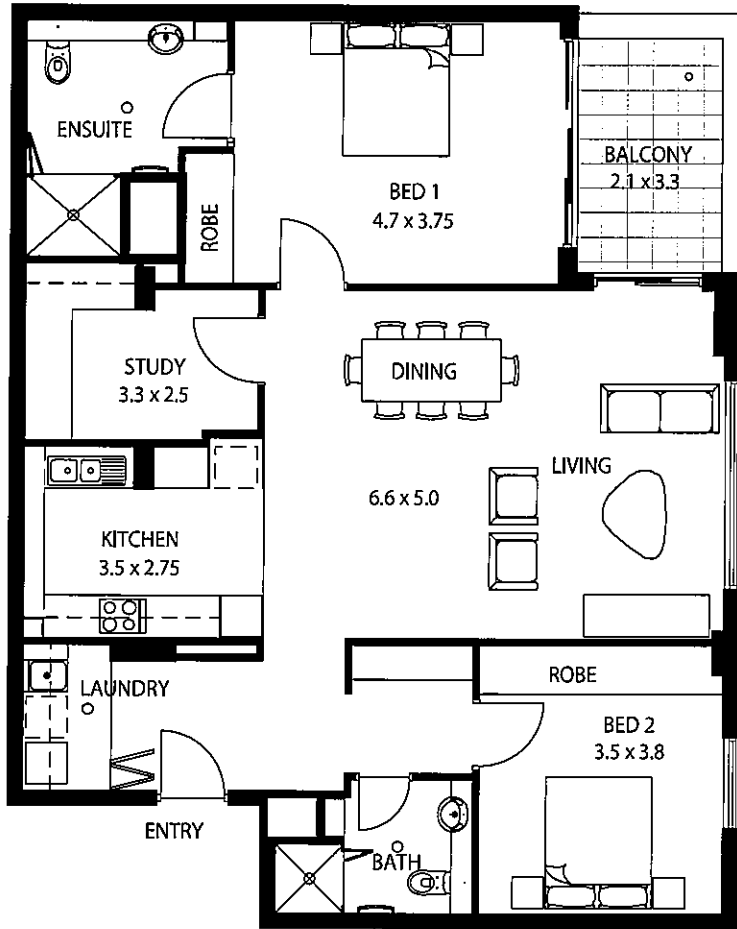 ENSUITE
BED 1
4.7 x 3.75
ROBE
BALCONY
2.1 x 3.3
STUDY
3.3 x 2.5
DINING
LIVING
6.6 x 5.0
KITCHEN
3.5 x 2.75
LAUNDRY
ROBE
BED 2
3.5 x 3.8
ENTRY
BATH